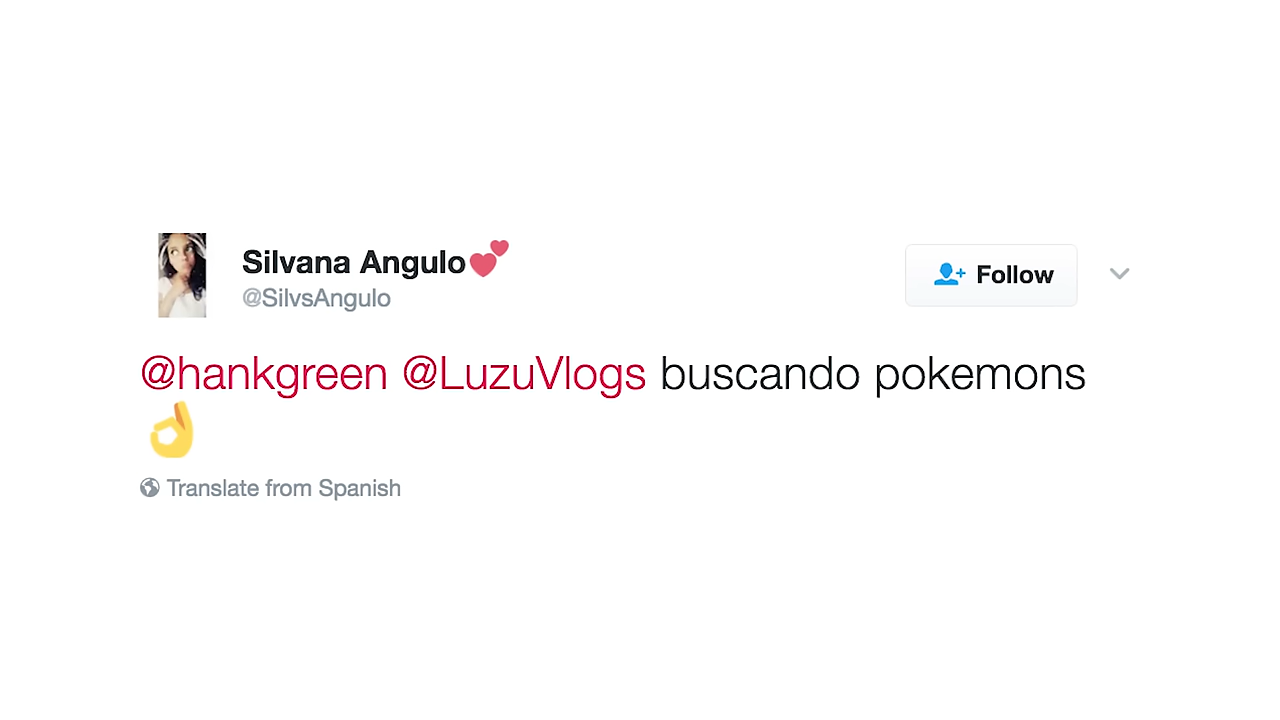 Silvana Angulo💕
@SilvsAngulo
Follow
@hankgreen @LuzuVlogs buscando pokemons
👌
Translate from Spanish